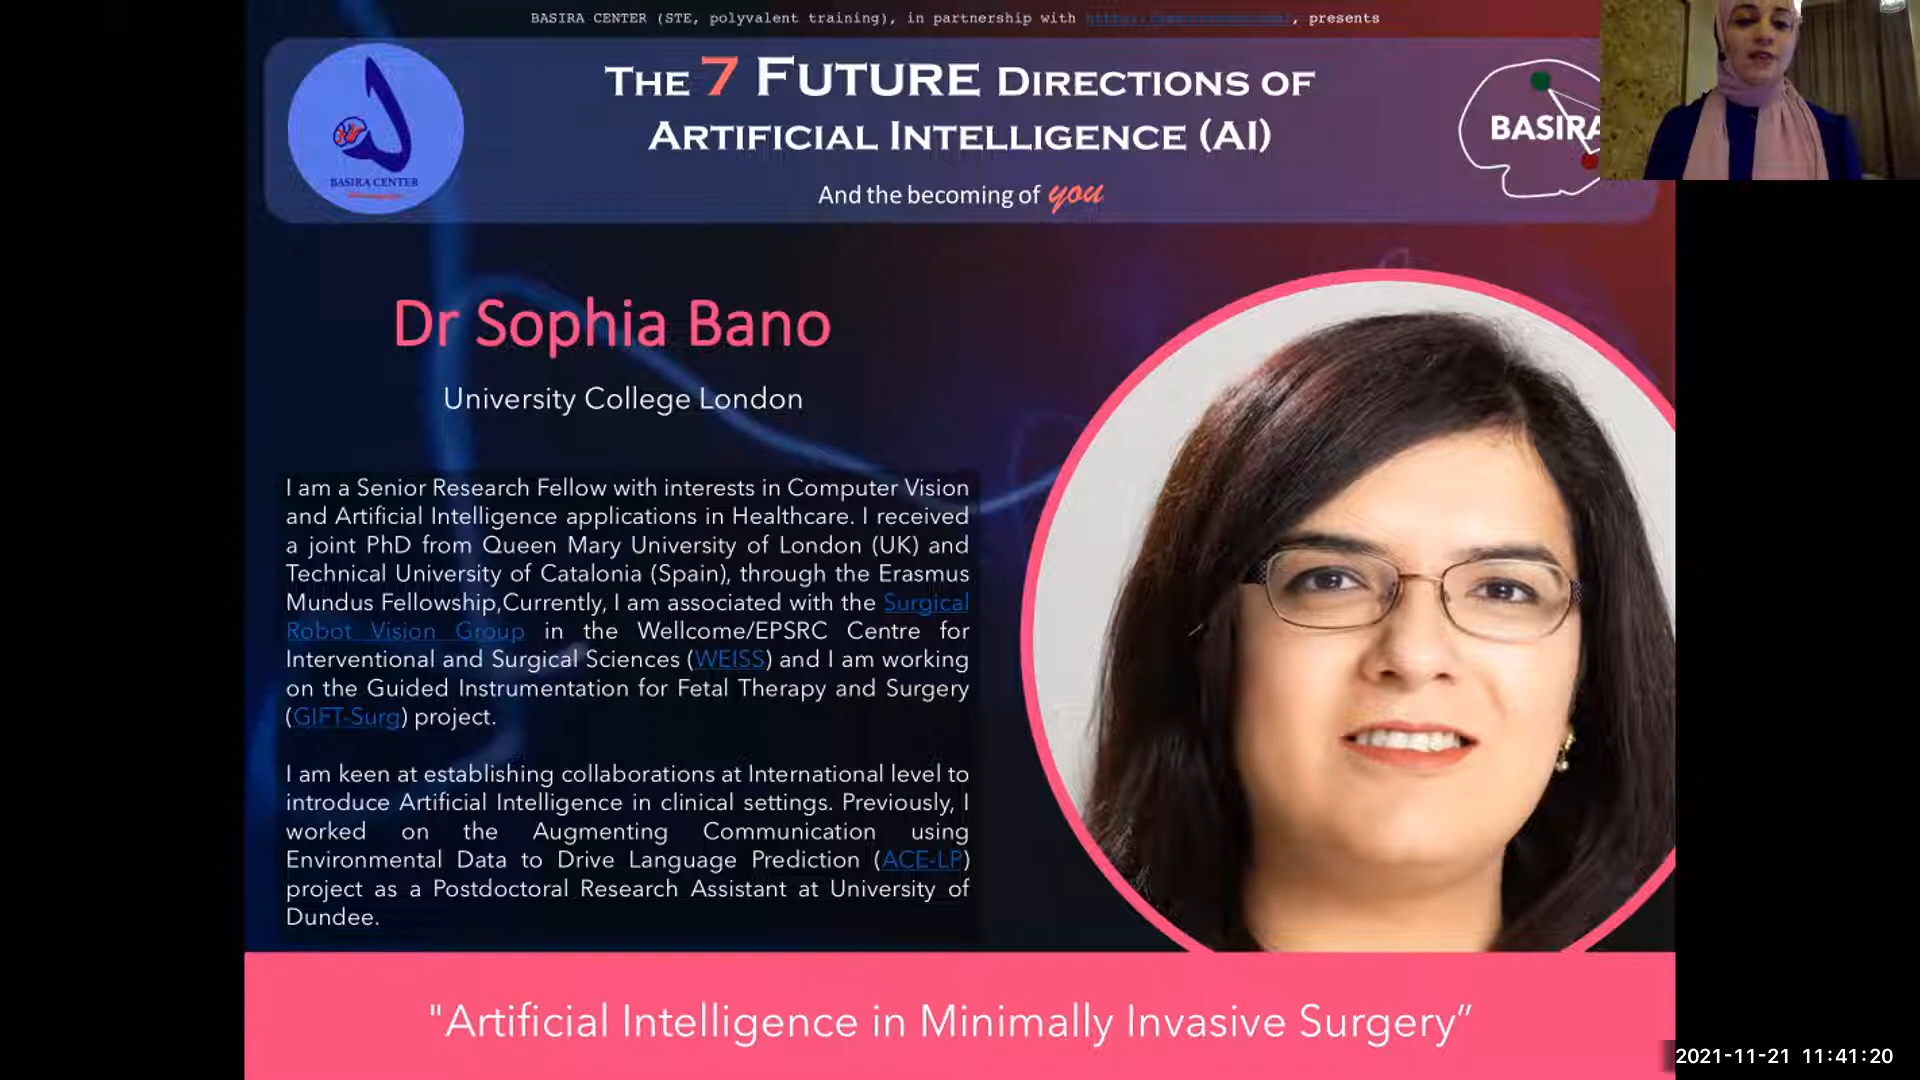 BASIRA CENTER (STE, polyvalent training), in partnership with , presents
THE 7 FUTURE DIRECTIONS OF
ARTIFICIAL INTELLIGENCE (AI)
And the becoming of you
BASIRA CENTER
BASIRA
Dr Sophia Bano
University College London
I am a Senior Research Fellow with interests in Computer Vision
and Artificial Intelligence applications in Healthcare. I received
a joint PhD from Queen Mary University of London (UK) and
Technical University of Catalonia (Spain), through the Erasmus
Mundus Fellowship,Currently, I am associated with the Surgical
Robot Vision Group in the Wellcome/EPSRC Centre for
Interventional and Surgical Sciences (WEISS) and I am working
on the Guided Instrumentation for Fetal Therapy and Surgery
(GIFT-Surg) project.
I am keen at establishing collaborations at International level to
introduce Artificial Intelligence in clinical settings. Previously, I
worked on the Augmenting Communication using
Environmental Data to Drive Language Prediction (ACE-LP)
project as a Postdoctoral Research Assistant at University of
Dundee.
"Artificial Intelligence in Minimally Invasive Surgery”
2021-11-21 11:41:20